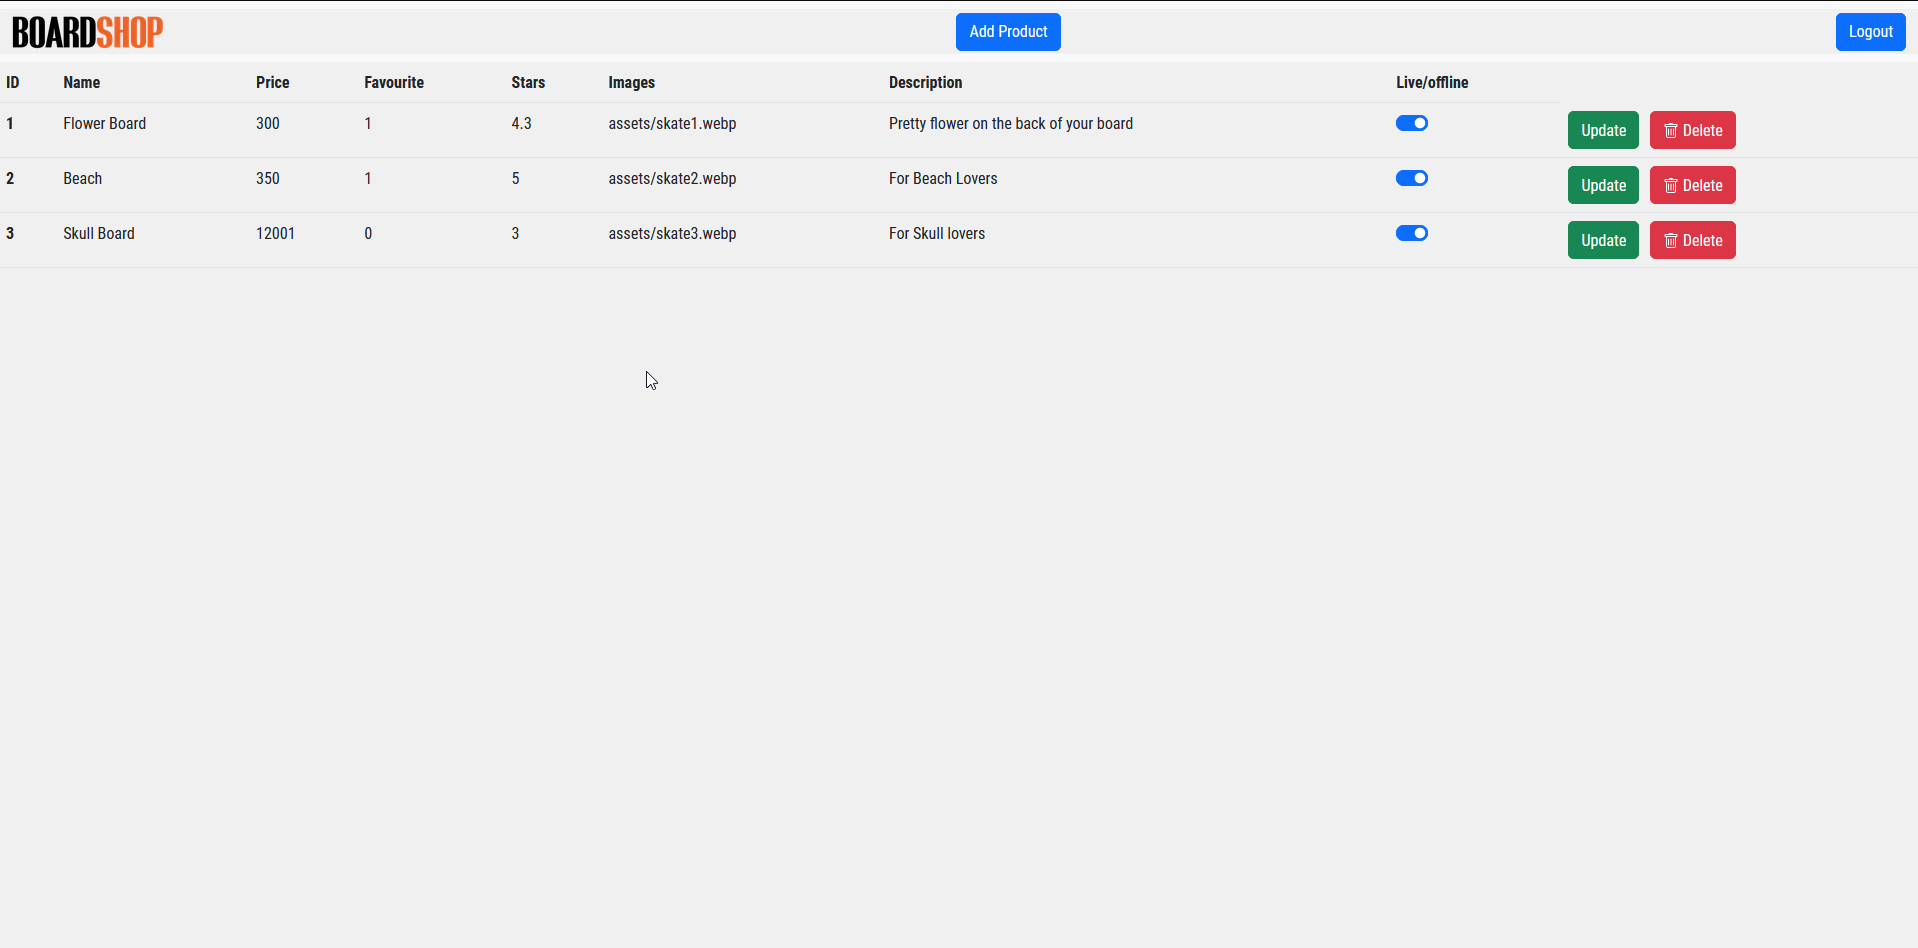 BOARDSHOP Add Product Logout
ID Name Price Favourite Stars Images Description Live/offline
1 Flower Board 300 1 4.3 assets/skate1.webp Pretty flower on the back of your board Update Delete
2 Beach 350 1 5 assets/skate2.webp For Beach Lovers Update Delete
3 Skull Board 12001 0 3 assets/skate3.webp For Skull lovers Update Delete